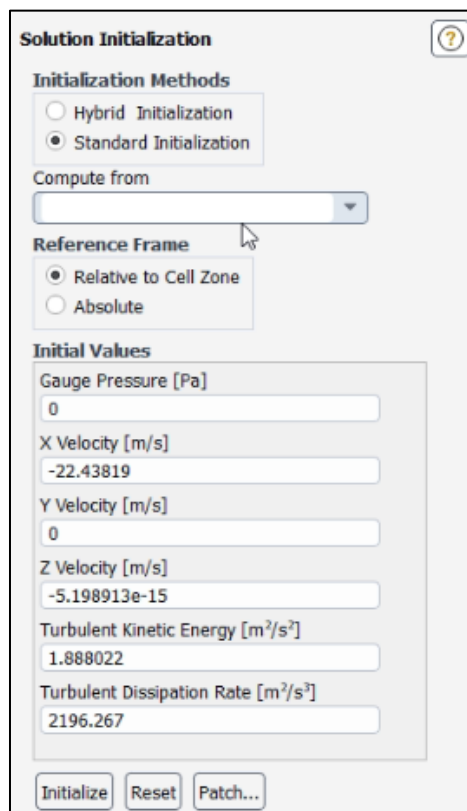 Solution Initialization
?
Initialization Methods
Hybrid Initialization
Standard Initialization
Compute from
Reference Frame
Relative to Cell Zone
Absolute
Initial Values
Gauge Pressure [Pa]
0
X Velocity [m/s]
-22.43819
Y Velocity [m/s]
0
Z Velocity [m/s]
-5.198913e-15
Turbulent Kinetic Energy [m²/s²]
1.888022
Turbulent Dissipation Rate [m²/s³]
2196.267
Initialize Reset Patch...